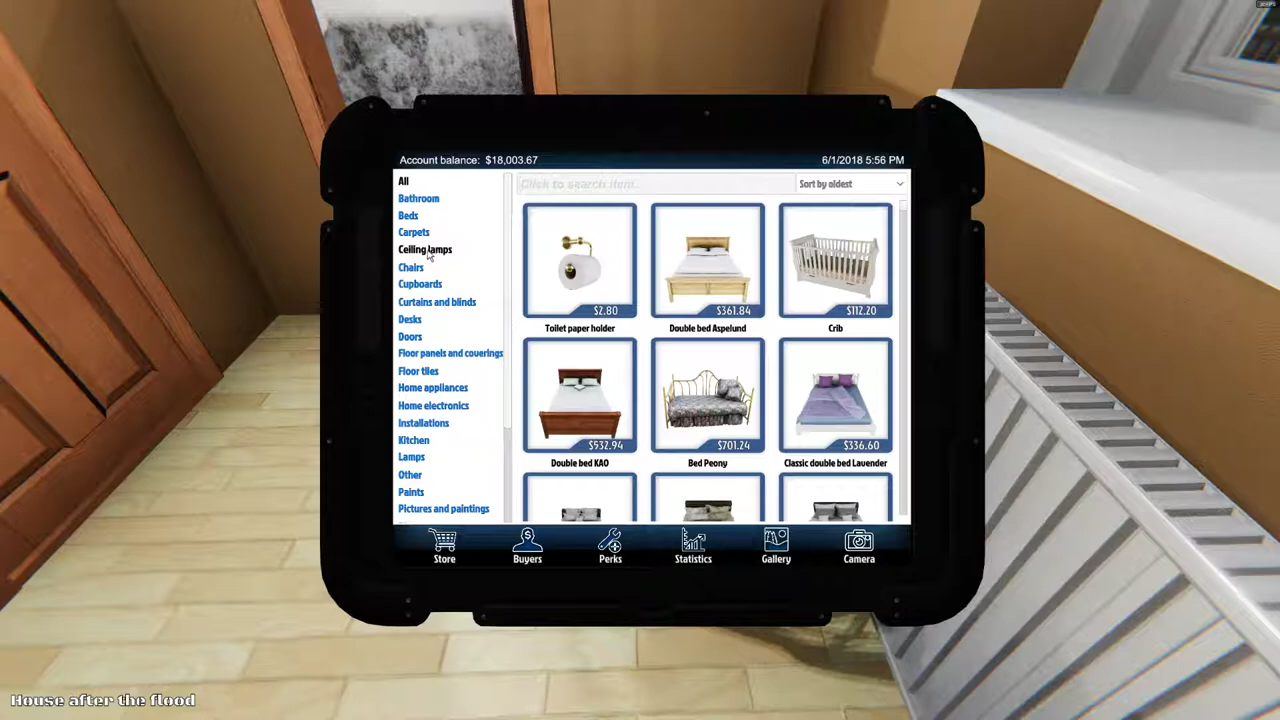 Account balance: $18,003.67
6/1/2018 5:56 PM
All
Bathroom
Beds
Carpets
Ceiling lamps
Chairs
Cupboards
Curtains and blinds
Desks
Doors
Floor panels and coverings
Floor tiles
Home appliances
Home electronics
Installations
Kitchen
Lamps
Other
Paints
Pictures and paintings
Click to search item...
Sort by oldest
$2.80
$361.84
$112.20
Toilet paper holder
Double bed Aspelund
Crib
$532.94
$701.24
$336.60
Double bed KAO
Bed Peony
Classic double bed Lavender
Store
Buyers
Perks
Statistics
Gallery
Camera
House after the flood